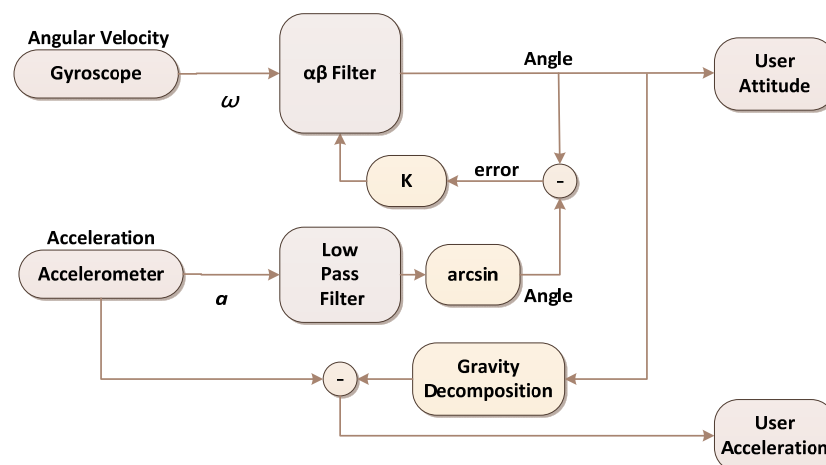 Angular Velocity
Gyroscope
ω
αβ Filter
Angle
User
Attitude
K
error
-
Acceleration
Accelerometer
a
Low
Pass
Filter
arcsin
Angle
-
Gravity
Decomposition
User
Acceleration